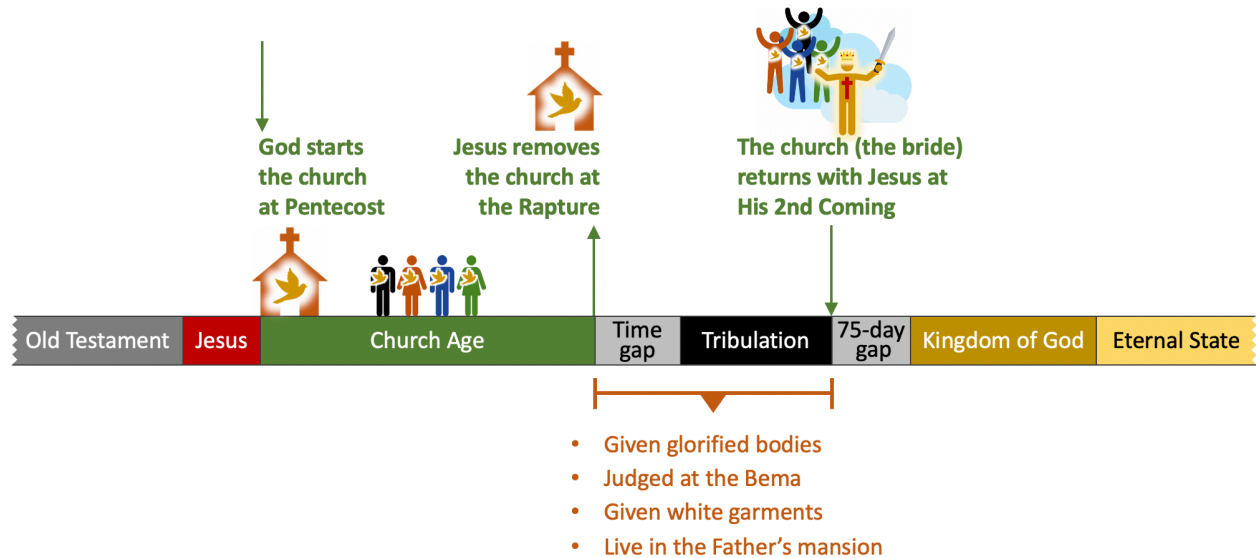 God starts
the church
at Pentecost
Jesus removes
the church at
the Rapture
The church (the bride)
returns with Jesus at
His 2nd Coming
Old Testament
Jesus
Church Age
Time
gap
Tribulation
75-day
gap
Kingdom of God
Eternal State
• Given glorified bodies
• Judged at the Bema
• Given white garments
• Live in the Father’s mansion